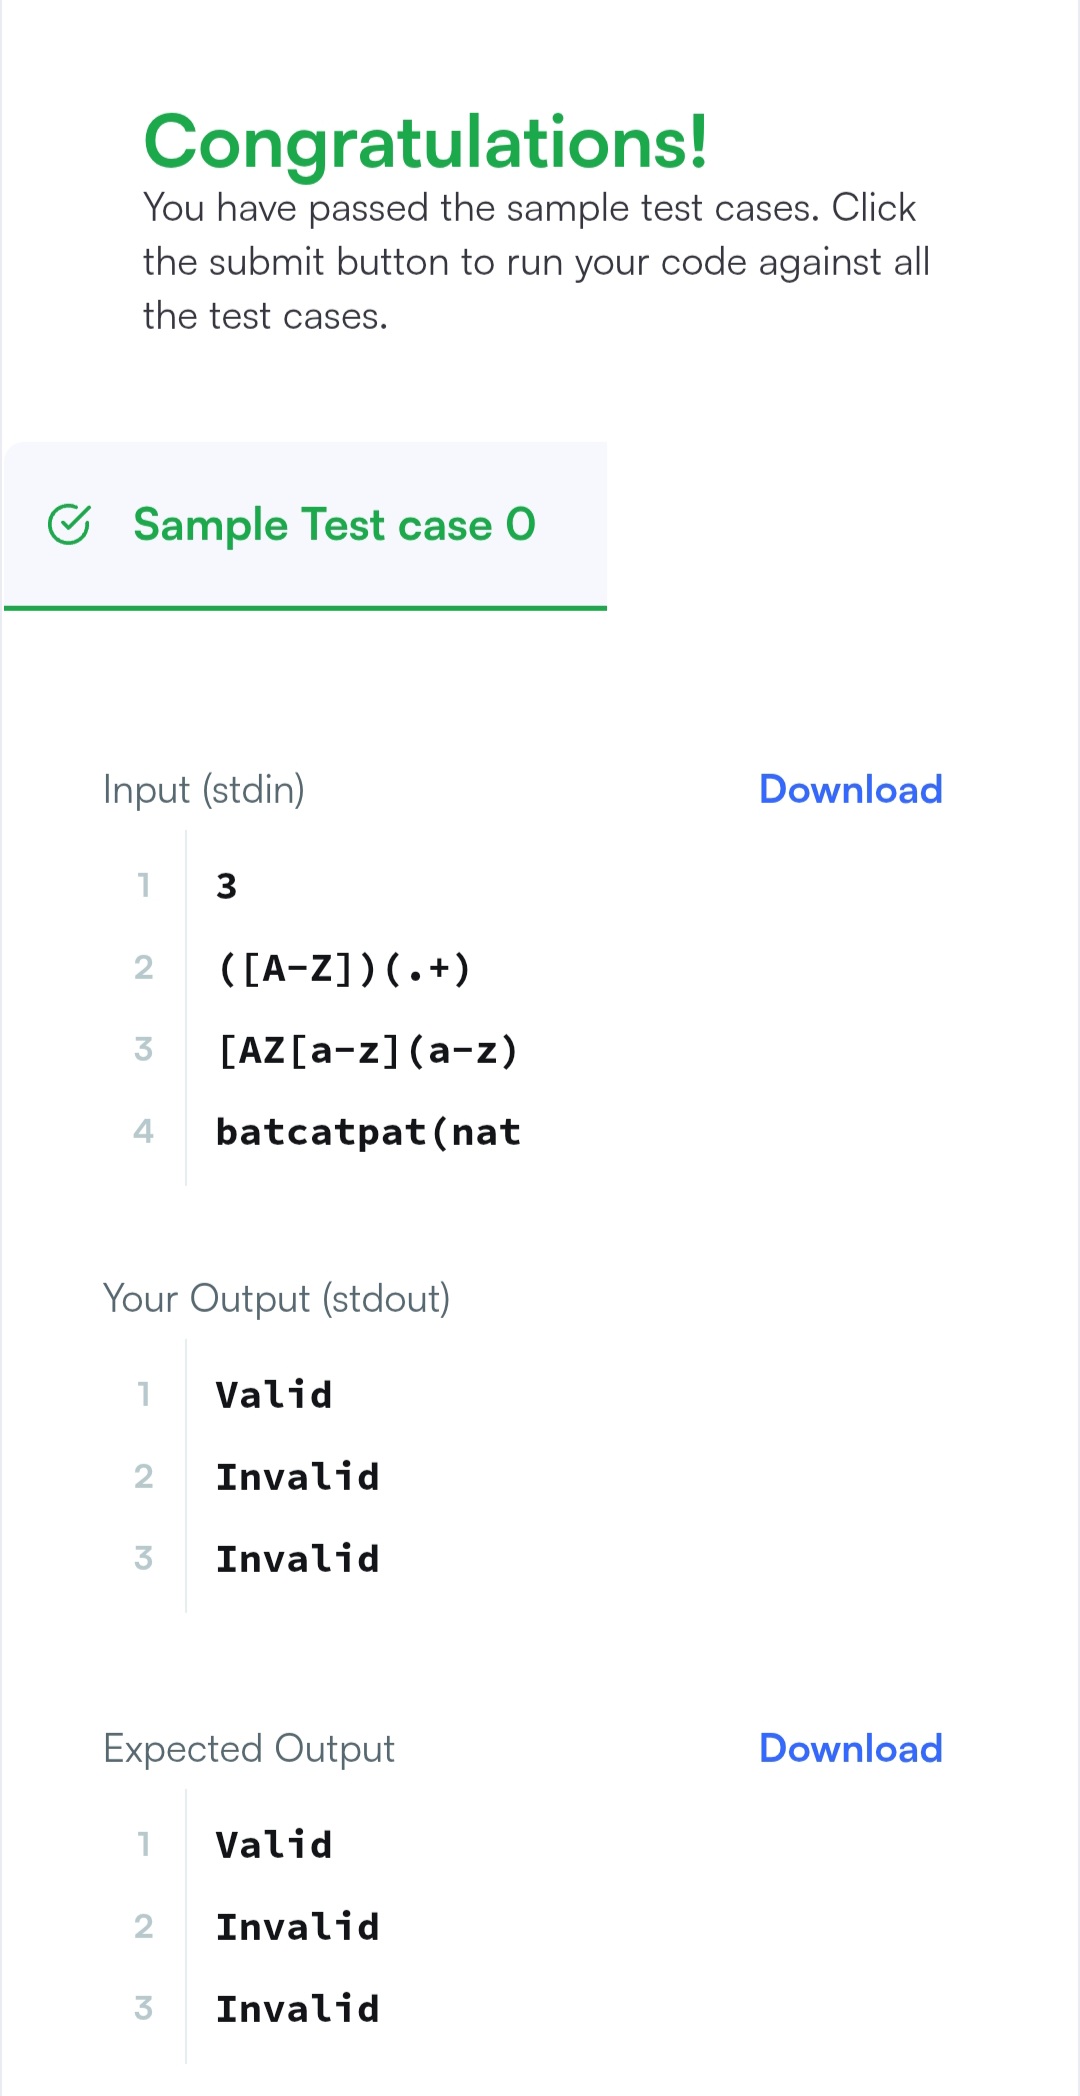 Congratulations!
You have passed the sample test cases. Click
the submit button to run your code against all
the test cases.
Sample Test case 0
Input (stdin)
Download
1 3
2 ([A-Z])(.+)
3 [AZ[a-z](a-z)
4 batcatpat(nat
Your Output (stdout)
1 Valid
2 Invalid
3 Invalid
Expected Output
Download
1 Valid
2 Invalid
3 Invalid